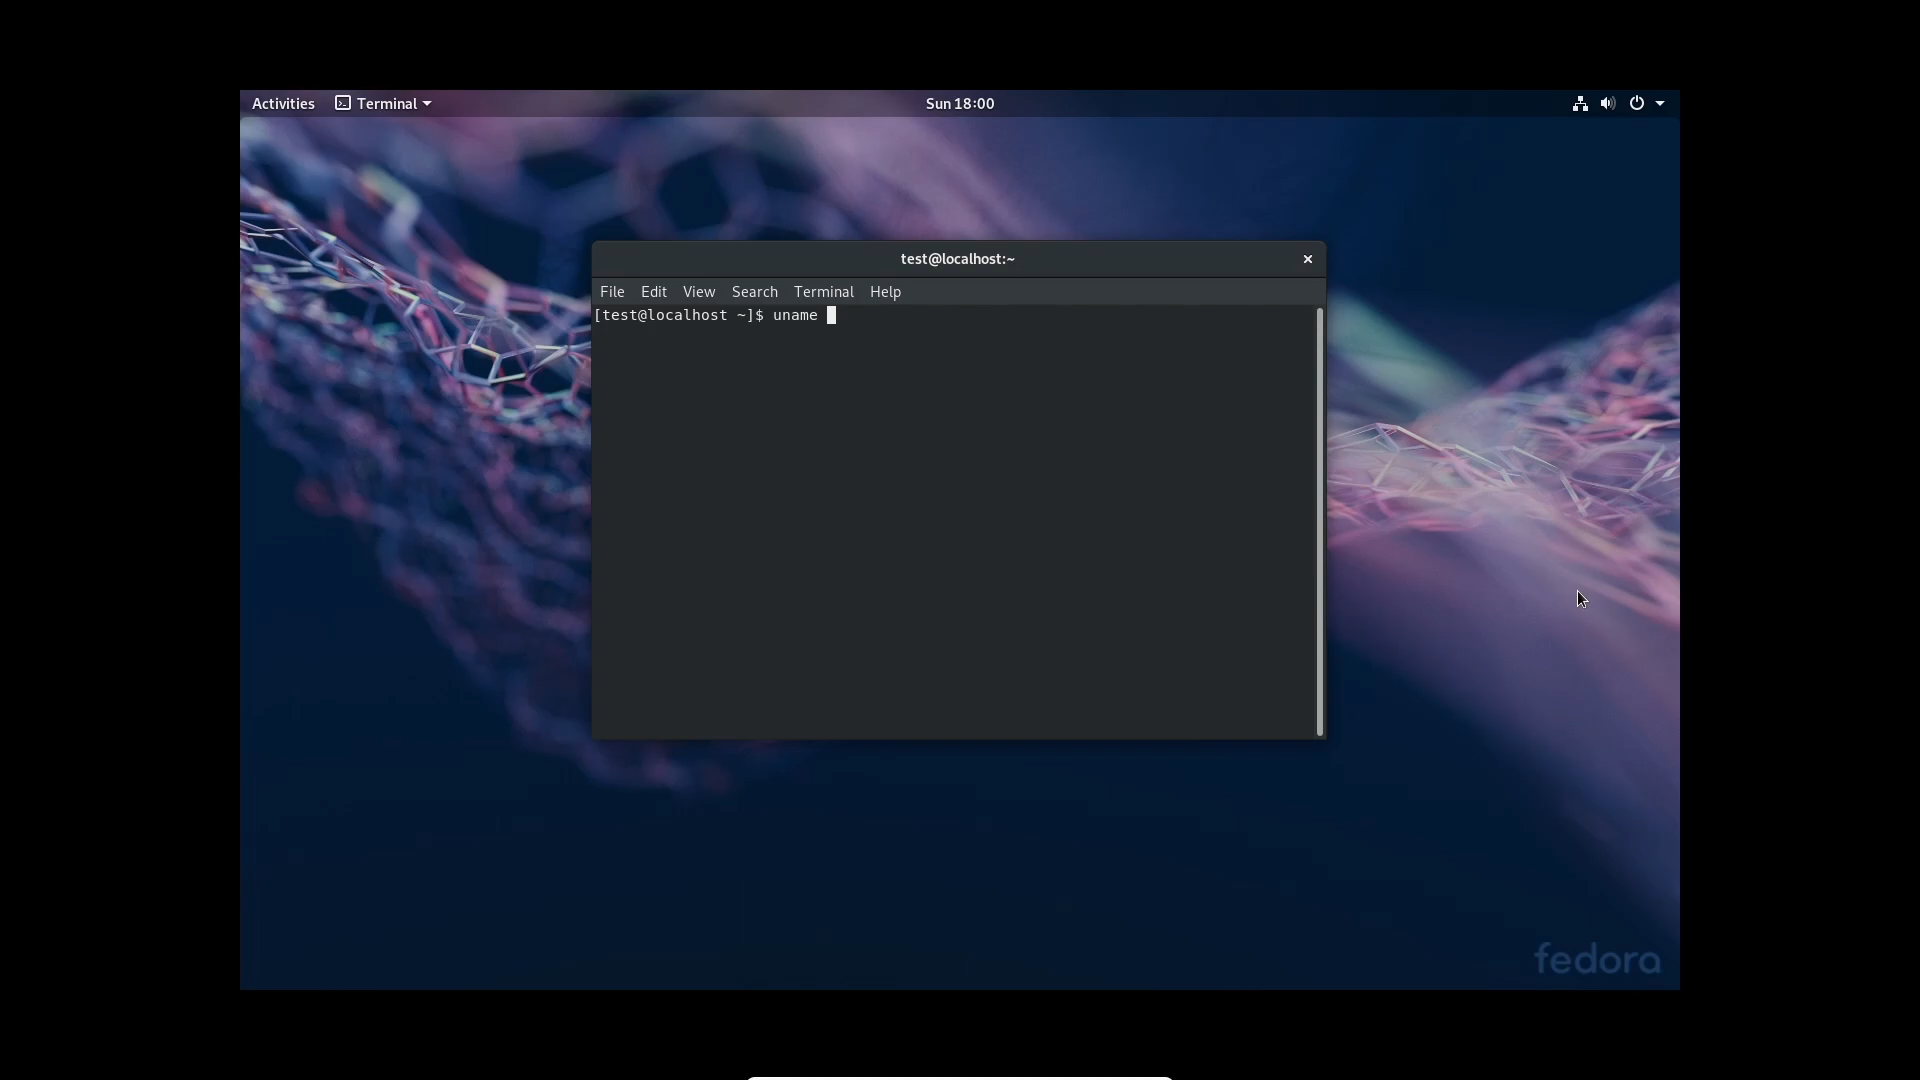 Activities Terminal Sun 18:00
test@localhost:~
File Edit View Search Terminal Help
[test@localhost ~]$ uname
fedora